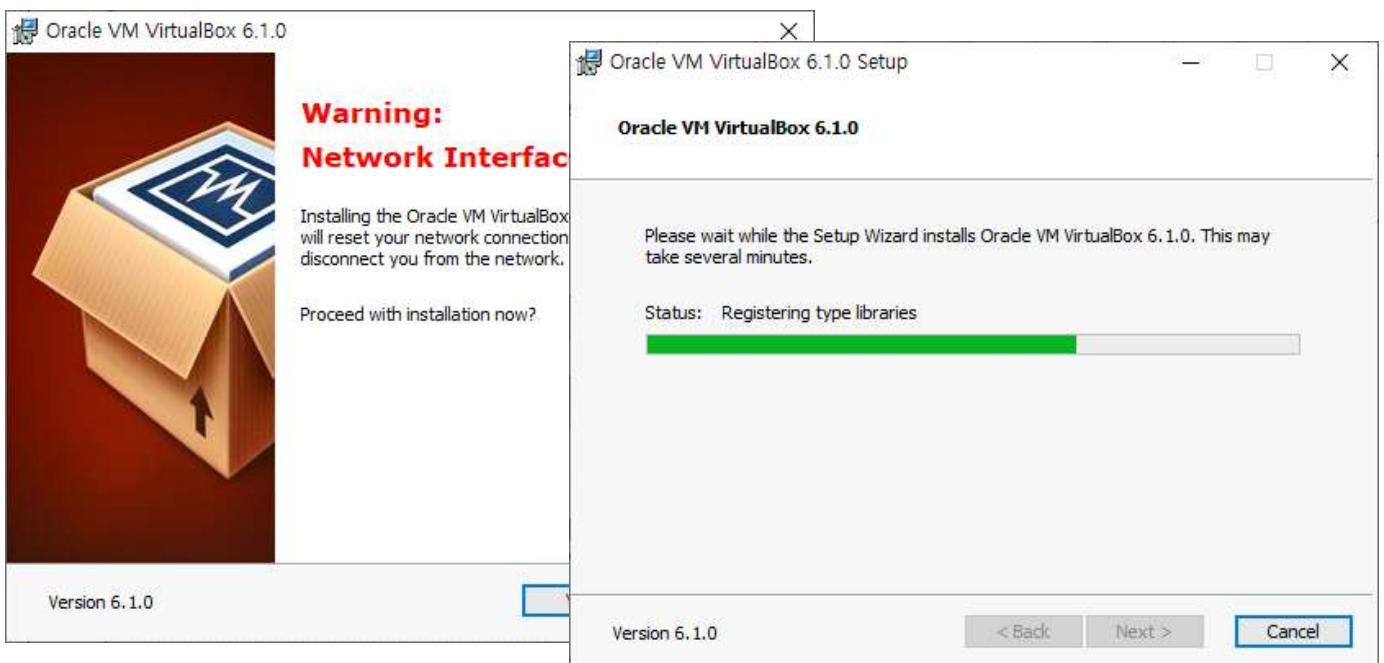 Oracle VM VirtualBox 6.1.0
Warning:
Network
Installing the Oracle VM VirtualBox
will reset your network connection
disconnect you from the network.
Proceed with installation now?
Version 6.1.0
Oracle VM VirtualBox 6.1.0 Setup
Oracle VM VirtualBox 6.1.0
Please wait while the Setup Wizard installs Oracle VM VirtualBox 6.1.0. This may
take several minutes.
Status: Registering type libraries
Version 6.1.0
< Back
Next >
Cancel